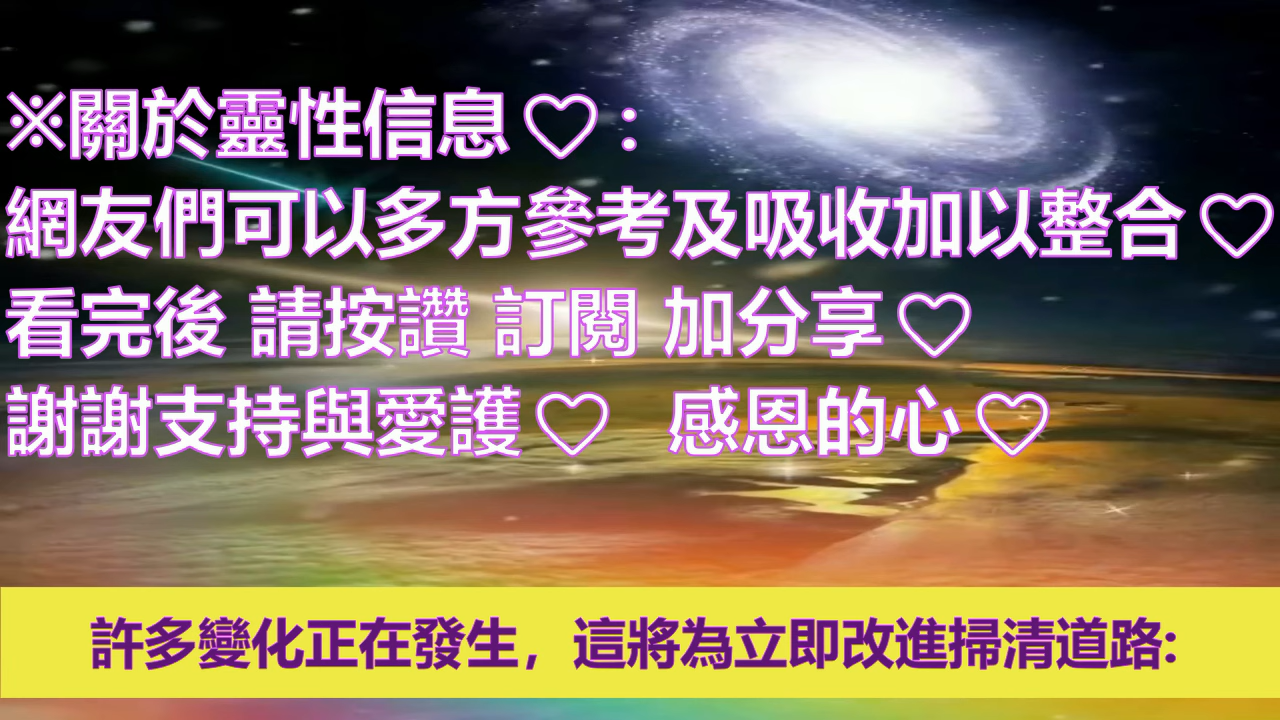 ※關於靈性信息♡:
網友們可以多方參考及吸收加以整合♡
看完後 請按讚 訂閱 加分享♡
謝謝支持與愛護♡ 感恩的心♡
許多變化正在發生，這將為立即改進掃清道路: